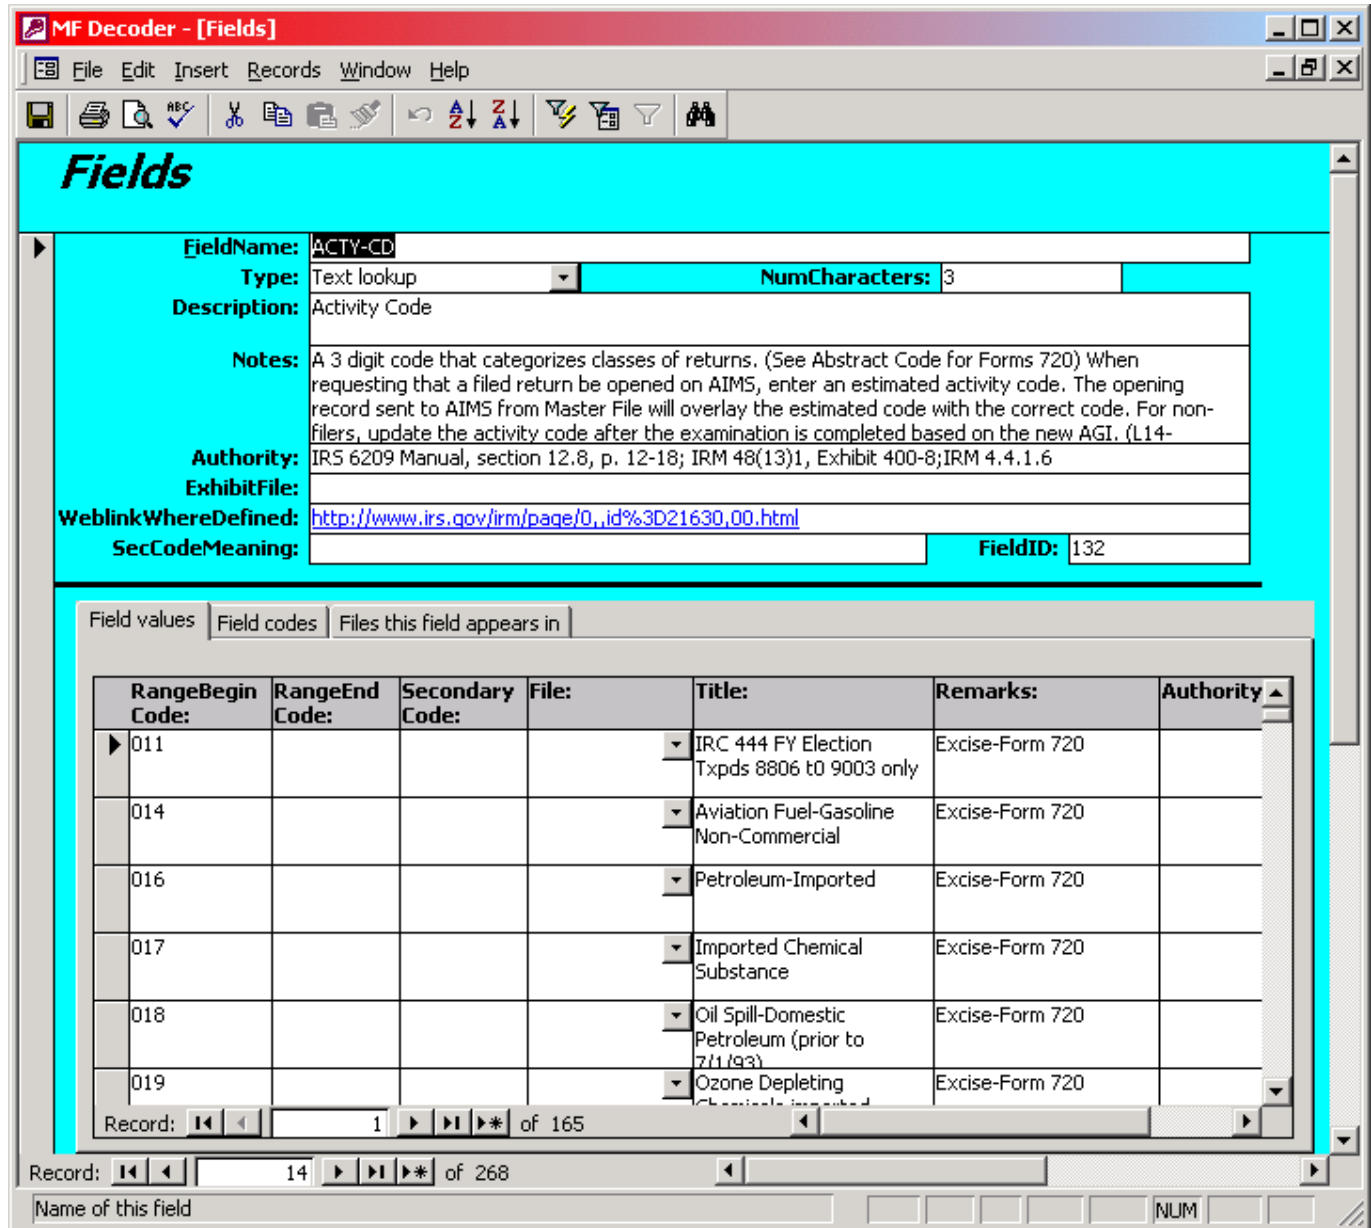 MF Decoder - [Fields]
File Edit Insert Records Window Help
Fields
FieldName: ACTY-CD
Type: Text lookup NumCharacters: 3
Description: Activity Code
Notes: A 3 digit code that categorizes classes of returns. (See Abstract Code for Forms 720) When
requesting that a filed return be opened on AIMS, enter an estimated activity code. The opening
record sent to AIMS from Master File will overlay the estimated code with the correct code. For non-
filers, update the activity code after the examination is completed based on the new AGI. (L14-
Authority: IRS 6209 Manual, section 12.8, p. 12-18; IRM 48(13)1, Exhibit 400-8;IRM 4.4.1.6
ExhibitFile:
WeblinkWhereDefined: http://www.irs.gov/irm/page/0,,id%3D21630,00.html
SecCodeMeaning: FieldID: 132
Field values Field codes Files this field appears in
RangeBegin RangeEnd Secondary File: Title: Remarks: Authority
Code: Code: Code:
011 IRC 444 FY Election Excise-Form 720
Txpds 8806 t0 9003 only
014 Aviation Fuel-Gasoline Excise-Form 720
Non-Commercial
016 Petroleum-Imported Excise-Form 720
017 Imported Chemical Excise-Form 720
Substance
018 Oil Spill-Domestic Excise-Form 720
Petroleum (prior to
7/1/93)
019 Ozone Depleting Excise-Form 720
Chemicals imported
Record: 1 of 165
Record: 14 of 268
Name of this field NUM